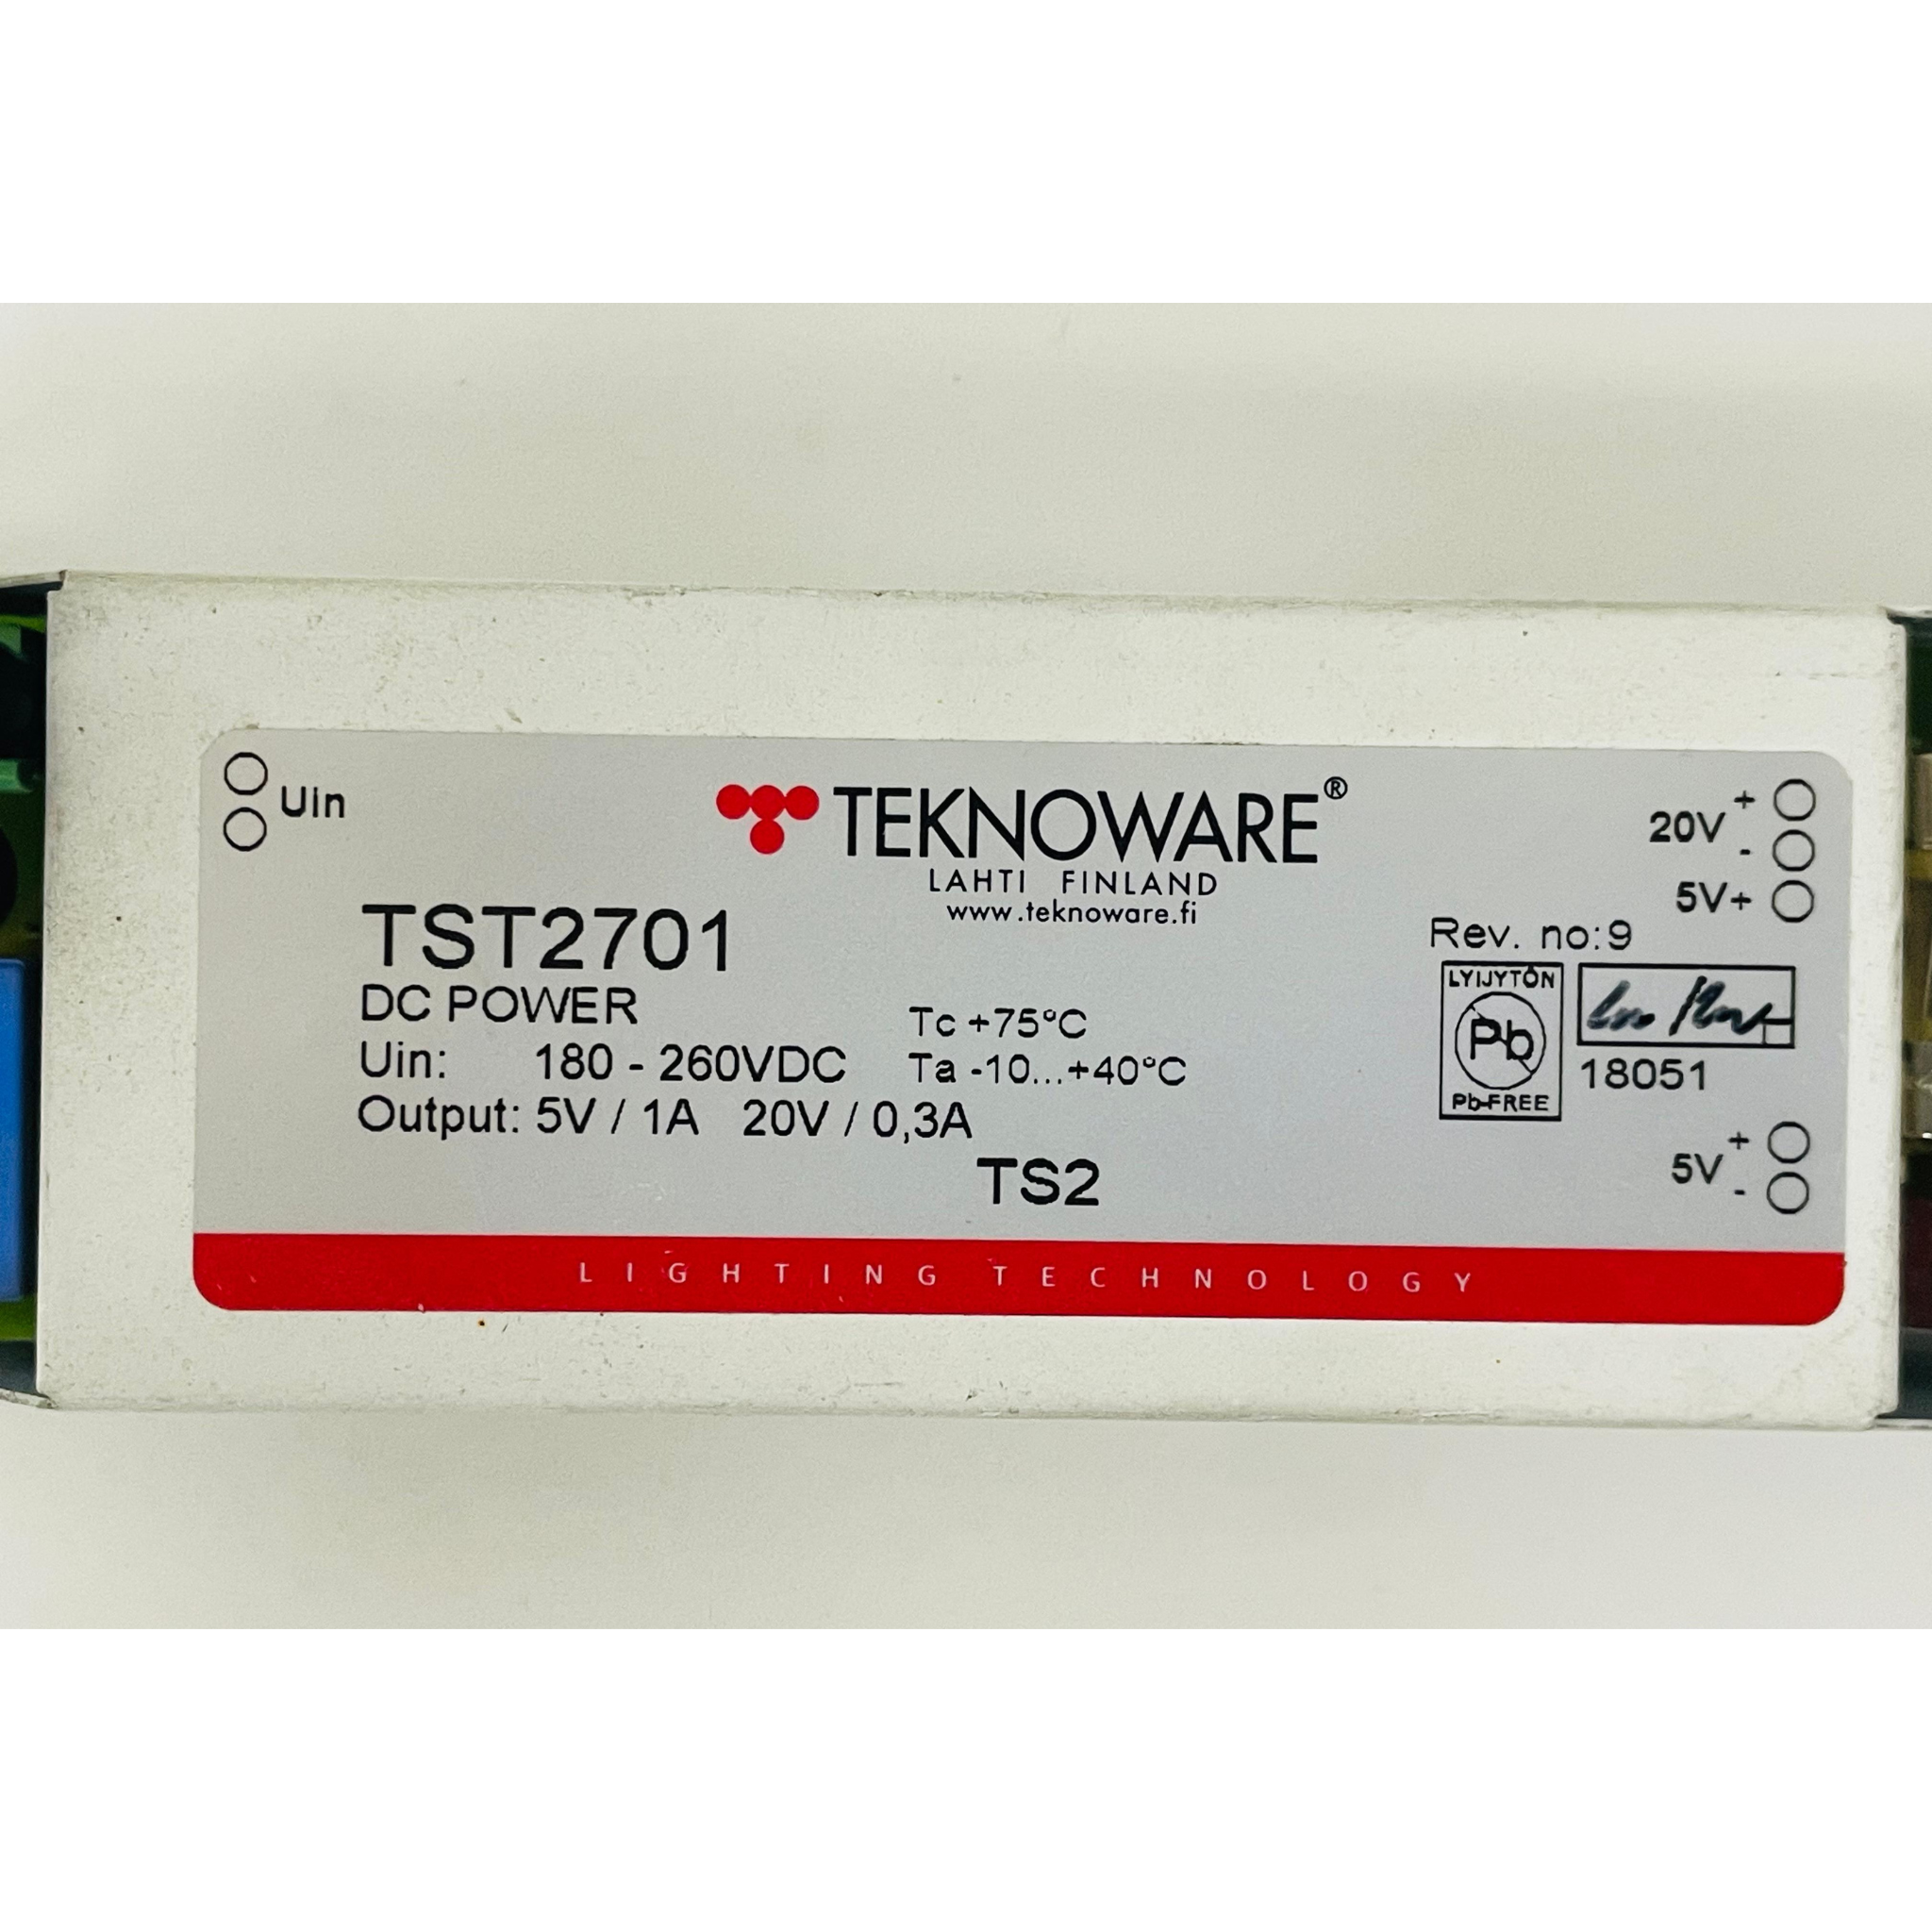 Uin
TEKNOWARE®
LAHTI FINLAND
www.teknoware.fi
20V + -
5V+
TST2701
DC POWER
Uin: 180 - 260VDC
Output: 5V / 1A 20V / 0,3A
Tc +75°C
Ta -10...+40°C
TS2
Rev. no:9
LYIJYTÖN
Pb
Pb-FREE
18051
5V + -
LIGHTING TECHNOLOGY